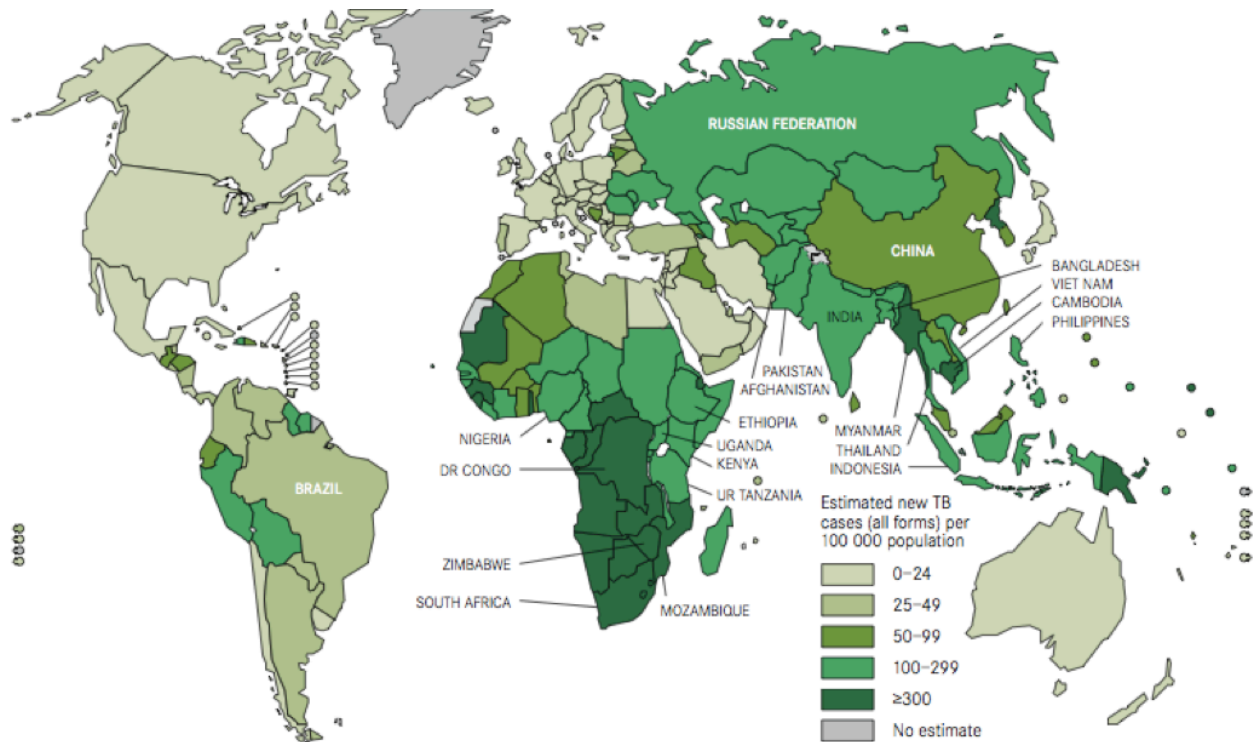 RUSSIAN FEDERATION
CHINA
BANGLADESH
VIET NAM
CAMBODIA
PHILIPPINES
INDIA
PAKISTAN
AFGHANISTAN
ETHIOPIA
NIGERIA
UGANDA
KENYA
DR CONGO
MYANMAR
THAILAND
INDONESIA
BRAZIL
UR TANZANIA
ZIMBABWE
SOUTH AFRICA
MOZAMBIQUE
Estimated new TB
cases (all forms) per
100 000 population
0–24
25–49
50–99
100–299
≥300
No estimate